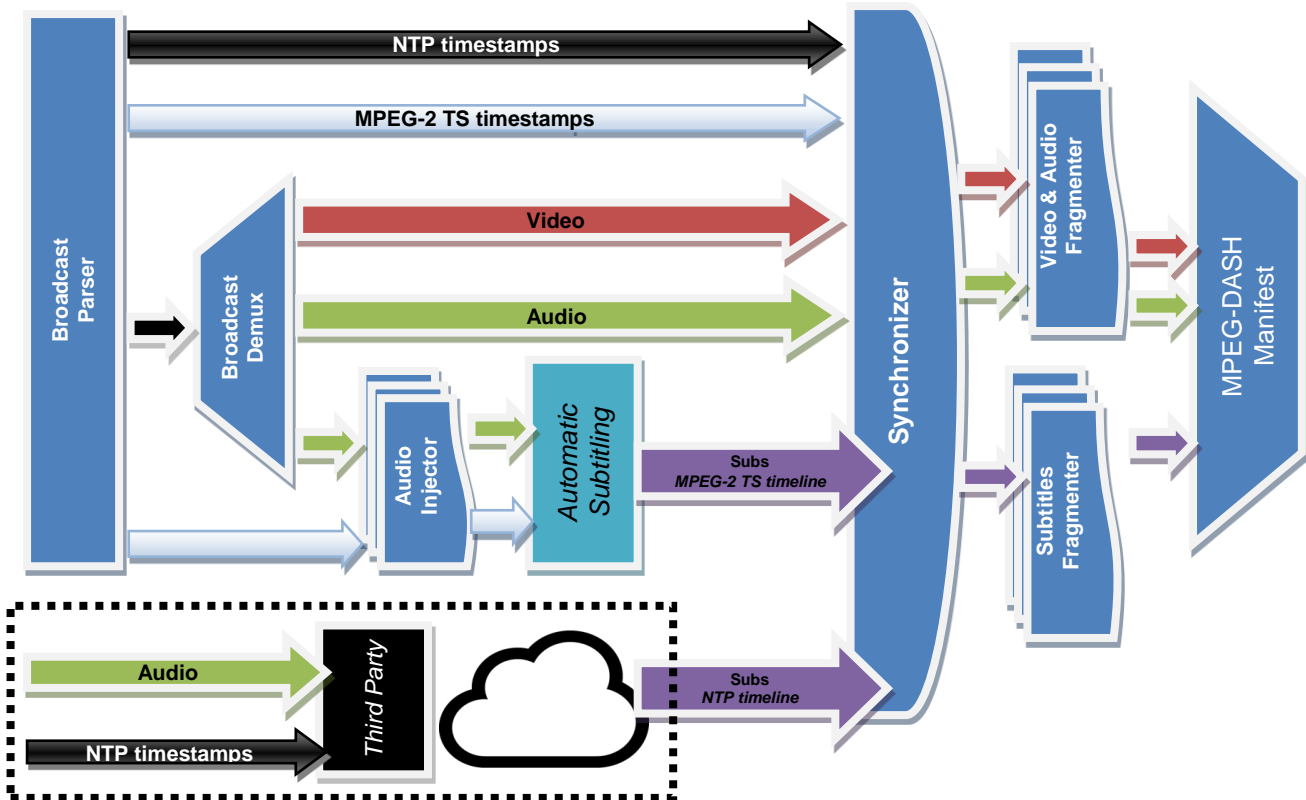 NTP timestamps
MPEG-2 TS timestamps
Video
Audio
Broadcast
Parser
Broadcast
Demux
Audio
Injector
Automatic
Subtitling
Subs
MPEG-2 TS timeline
Synchronizer
Video & Audio
Fragmenter
Subtitles
Fragmenter
MPEG-DASH
Manifest
Audio
NTP timestamps
Third Party
Subs
NTP timeline